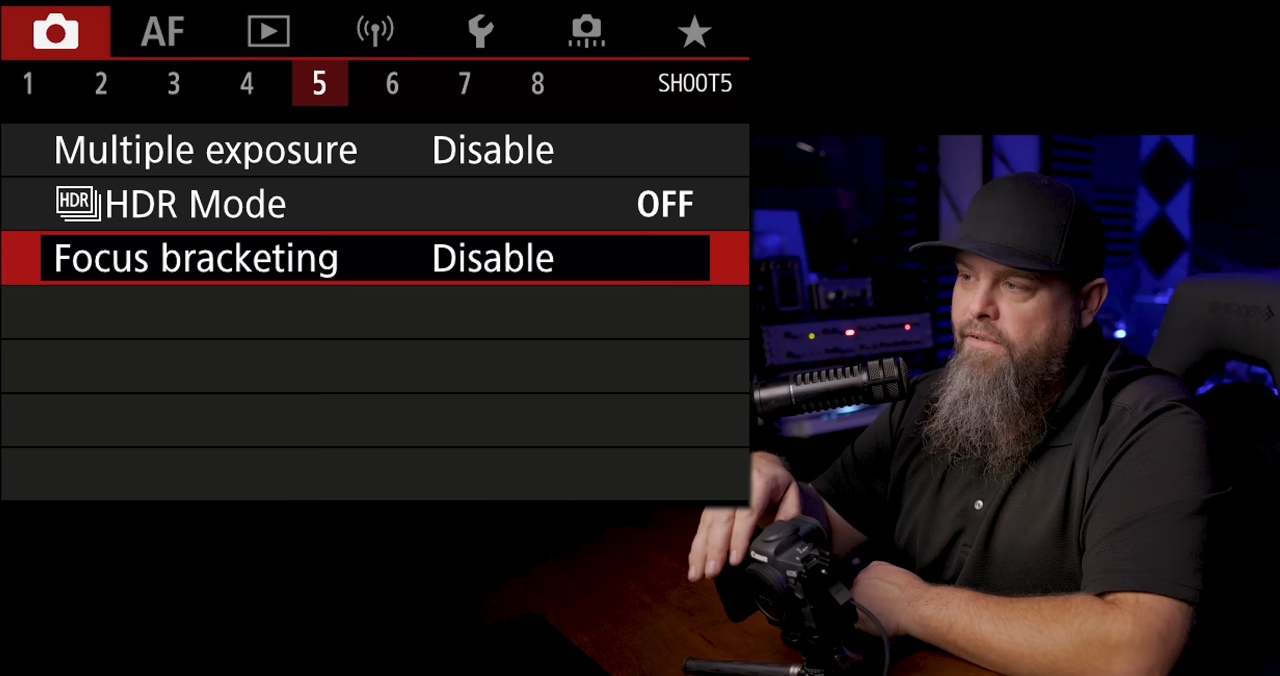 AF
1 2 3 4 5 6 7 8 SHOOT5
Multiple exposure Disable
HDR HDR Mode OFF
Focus bracketing Disable
Canon